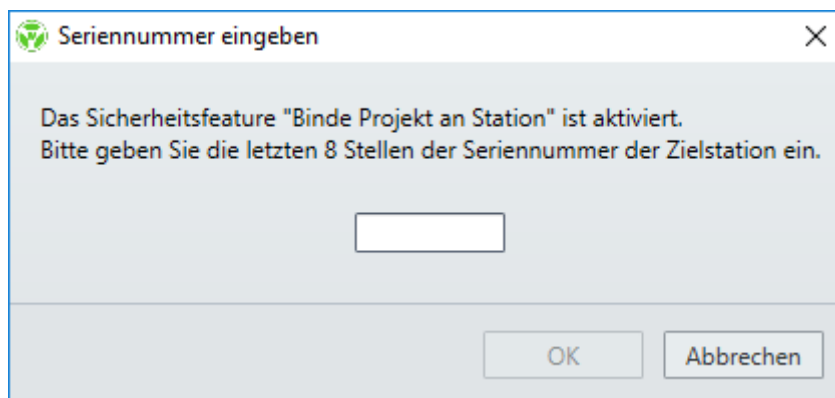 Seriennummer eingeben
Das Sicherheitsfeature "Binde Projekt an Station" ist aktiviert.
Bitte geben Sie die letzten 8 Stellen der Seriennummer der Zielstation ein.
OK
Abbrechen